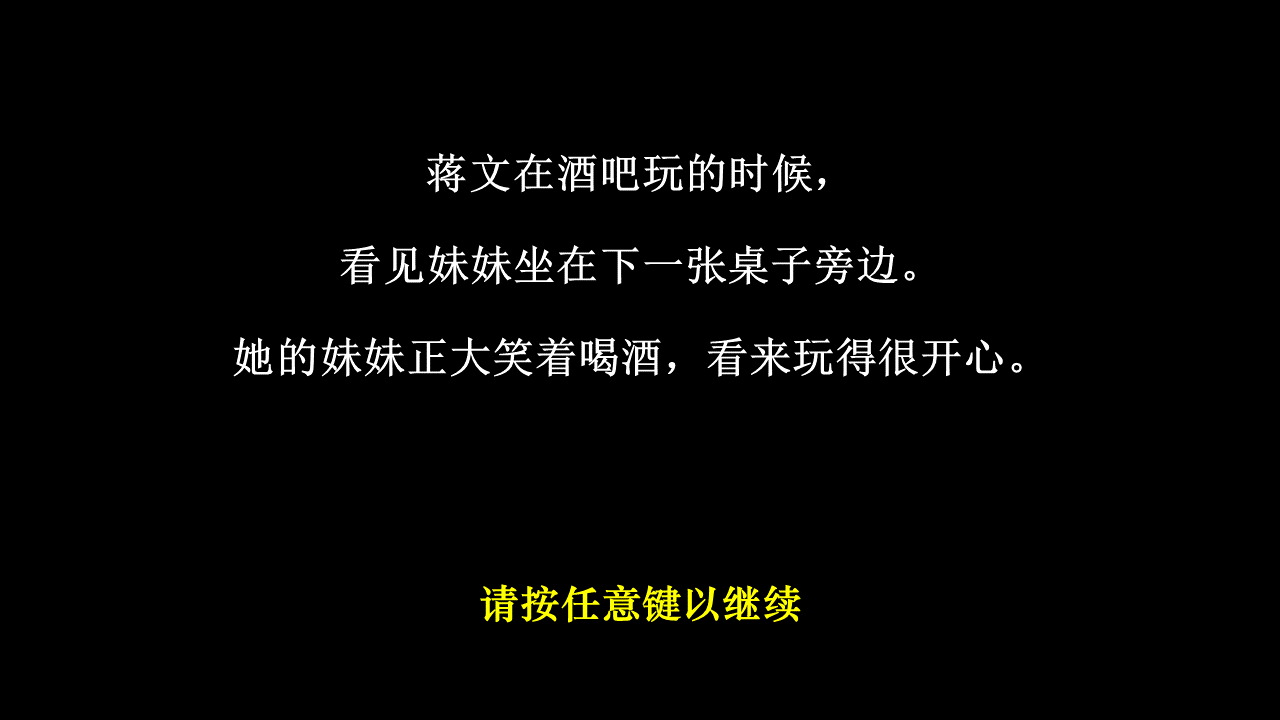 蒋文在酒吧玩的时候，
看见妹妹坐在下一张桌子旁边。
她的妹妹正大笑着喝酒，看来玩得很开心。
请按任意键以继续